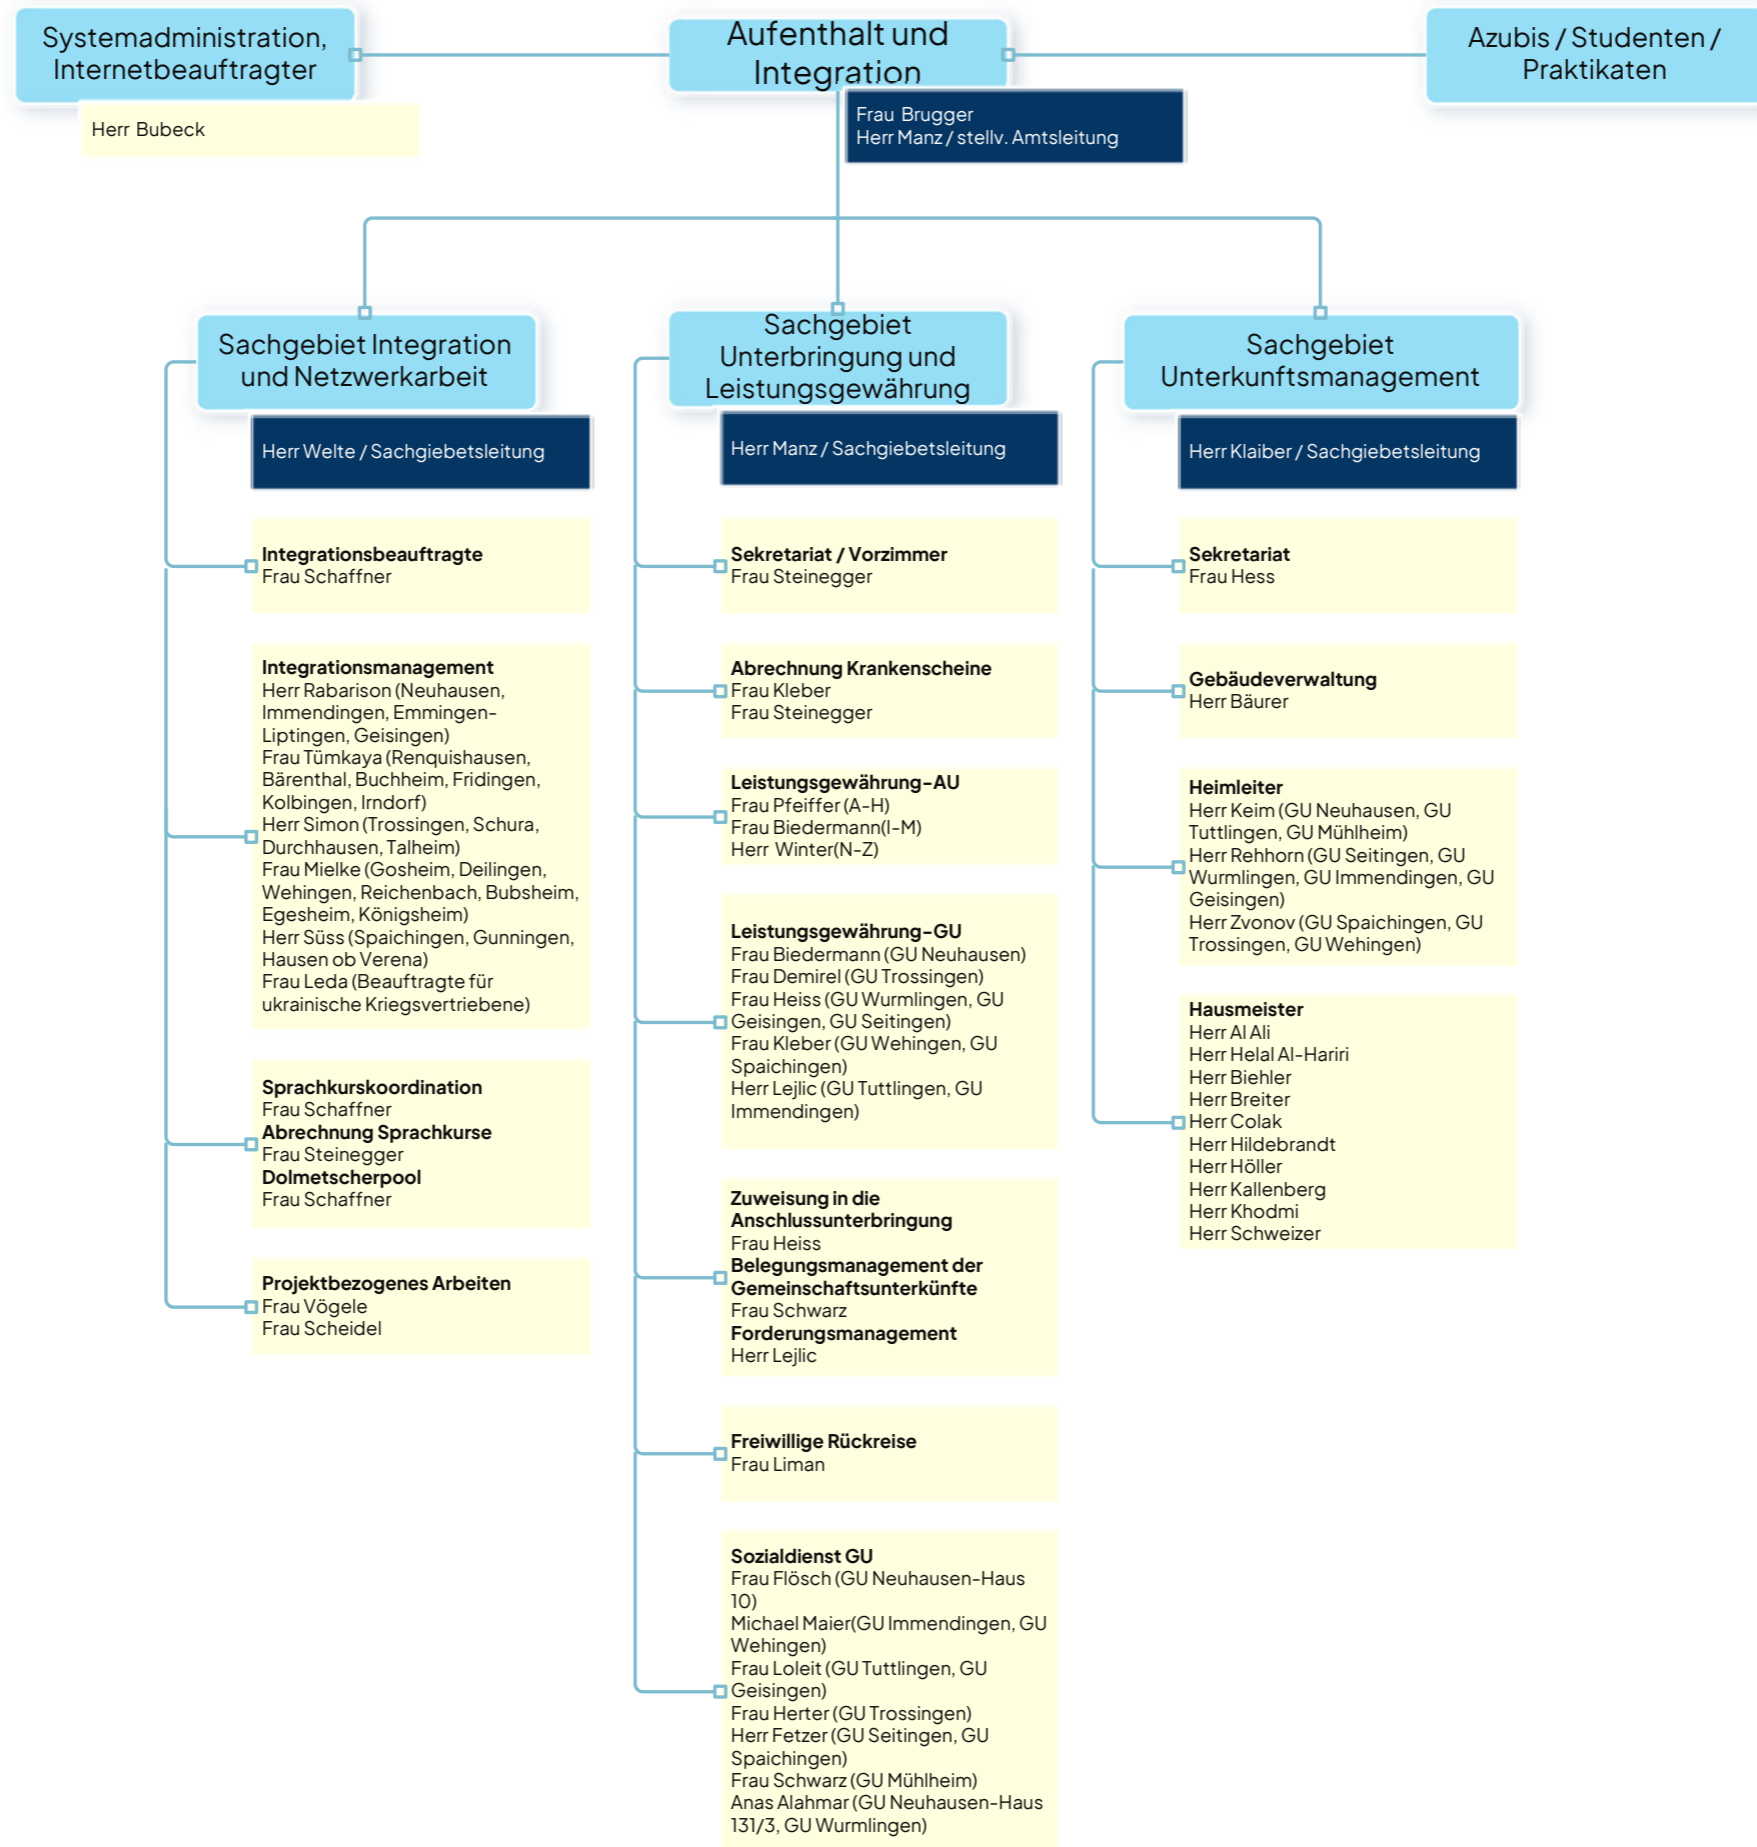 Systemadministration,
Internetbeauftragter
Herr Bubeck
Aufenthalt und
Integration
Frau Brugger
Herr Manz / stellv. Amtsleitung
Azubis / Studenten /
Praktikaten
Sachgebiet Integration
und Netzwerkarbeit
Herr Welte / Sachgiebetsleitung
Integrationsbeauftragte
Frau Schaffner
Integrationsmanagement
Herr Rabarison (Neuhausen,
Immendingen, Emmingen-
Liptingen, Geisingen)
Frau Tümkaya (Renquishausen,
Bärenthal, Buchheim, Fridingen,
Kolbingen, Irndorf)
Herr Simon (Trossingen, Schura,
Durchhausen, Talheim)
Frau Mielke (Gosheim, Deilingen,
Wehingen, Reichenbach, Bubsheim,
Egesheim, Königsheim)
Herr Süss (Spaichingen, Gunningen,
Hausen ob Verena)
Frau Leda (Beauftragte für
ukrainische Kriegsvertriebene)
Sprachkurskoordination
Frau Schaffner
Abrechnung Sprachkurse
Frau Steinegger
Dolmetscherpool
Frau Schaffner
Projektbezogenes Arbeiten
Frau Vögele
Frau Scheidel
Sachgebiet
Unterbringung und
Leistungsgewährung
Herr Manz / Sachgiebetsleitung
Sekretariat / Vorzimmer
Frau Steinegger
Abrechnung Krankenscheine
Frau Kleber
Frau Steinegger
Leistungsgewährung-AU
Frau Pfeiffer (A-H)
Frau Biedermann(I-M)
Herr Winter(N-Z)
Leistungsgewährung-GU
Frau Biedermann (GU Neuhausen)
Frau Demirel (GU Trossingen)
Frau Heiss (GU Wurmlingen, GU
Geisingen, GU Seitingen)
Frau Kleber (GU Wehingen, GU
Spaichingen)
Herr Lejlic (GU Tuttlingen, GU
Immendingen)
Zuweisung in die
Anschlussunterbringung
Frau Heiss
Belegungsmanagement der
Gemeinschaftsunterkünfte
Frau Schwarz
Forderungsmanagement
Herr Lejlic
Freiwillige Rückreise
Frau Liman
Sozialdienst GU
Frau Flösch (GU Neuhausen-Haus
10)
Michael Maier(GU Immendingen, GU
Wehingen)
Frau Loleit (GU Tuttlingen, GU
Geisingen)
Frau Herter (GU Trossingen)
Herr Fetzer (GU Seitingen, GU
Spaichingen)
Frau Schwarz (GU Mühlheim)
Anas Alahmar (GU Neuhausen-Haus
131/3, GU Wurmlingen)
Sachgebiet
Unterkunftsmanagement
Herr Klaiber / Sachgiebetsleitung
Sekretariat
Frau Hess
Gebäudeverwaltung
Herr Bäurer
Heimleiter
Herr Keim (GU Neuhausen, GU
Tuttlingen, GU Mühlheim)
Herr Rehhorn (GU Seitingen, GU
Wurmlingen, GU Immendingen, GU
Geisingen)
Herr Zvonov (GU Spaichingen, GU
Trossingen, GU Wehingen)
Hausmeister
Herr Al Ali
Herr Helal Al-Hariri
Herr Biehler
Herr Breiter
Herr Colak
Herr Hildebrandt
Herr Höller
Herr Kallenberg
Herr Khodmi
Herr Schweizer